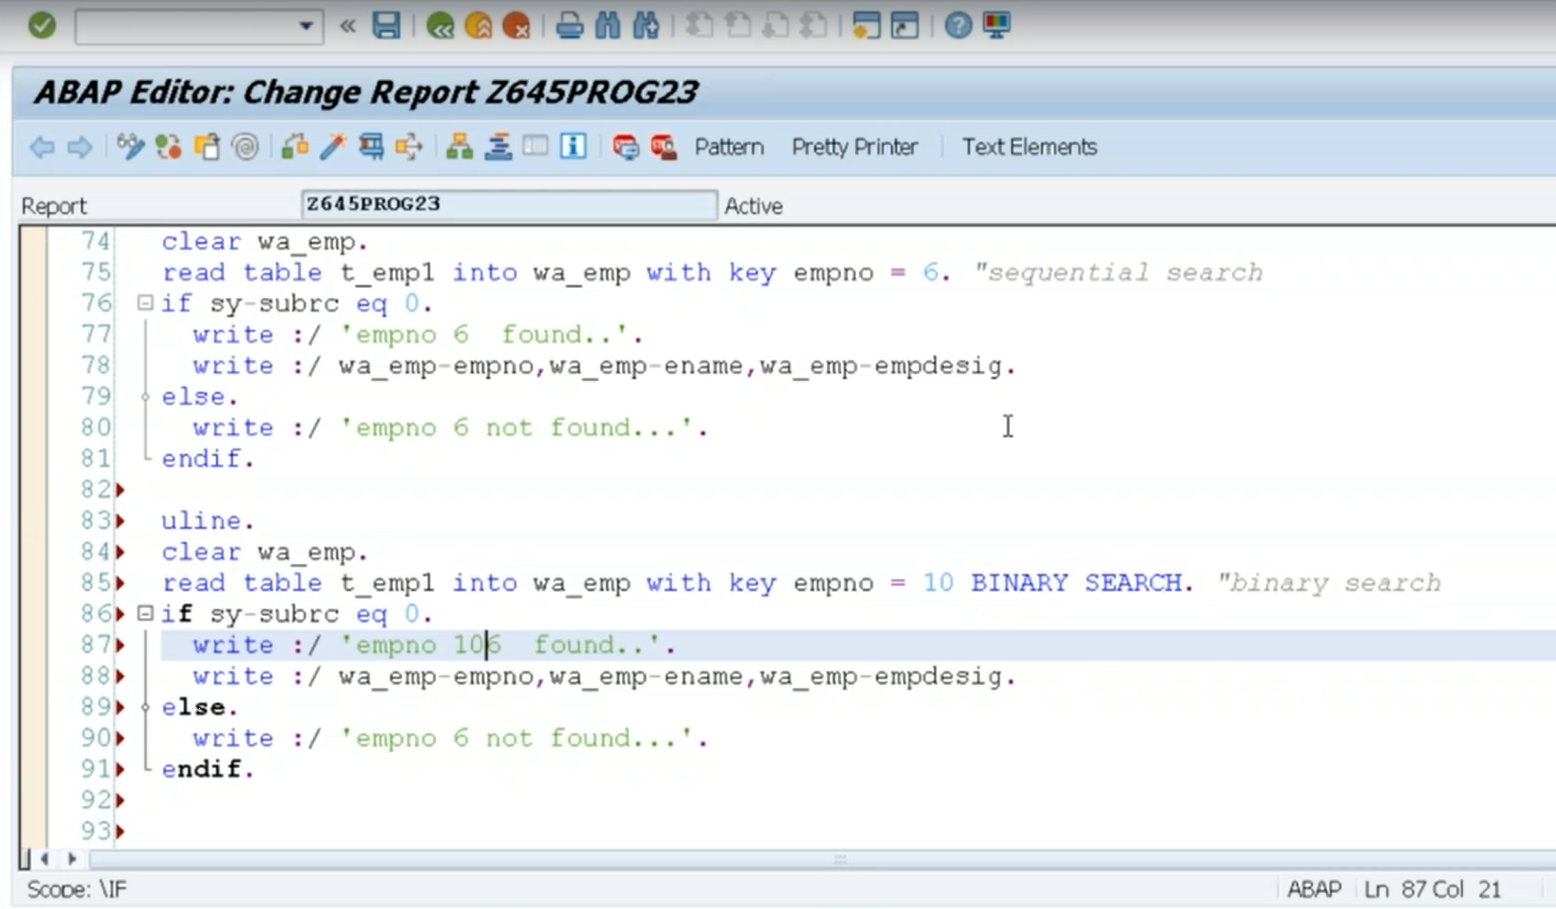 ABAP Editor: Change Report Z645PROG23
Pattern Pretty Printer Text Elements
Report Z645PROG23 Active
74 clear wa_emp.
75 read table t_emp1 into wa_emp with key empno = 6. "sequential search
76 if sy-subrc eq 0.
77 write :/ 'empno 6  found..'.
78 write :/ wa_emp-empno,wa_emp-ename,wa_emp-empdesig.
79 else.
80 write :/ 'empno 6 not found...'.
81 endif.
82
83 uline.
84 clear wa_emp.
85 read table t_emp1 into wa_emp with key empno = 10 BINARY SEARCH. "binary search
86 if sy-subrc eq 0.
87 write :/ 'empno 106  found..'.
88 write :/ wa_emp-empno,wa_emp-ename,wa_emp-empdesig.
89 else.
90 write :/ 'empno 6 not found...'.
91 endif.
92
93
Scope: \IF ABAP Ln 87 Col 21